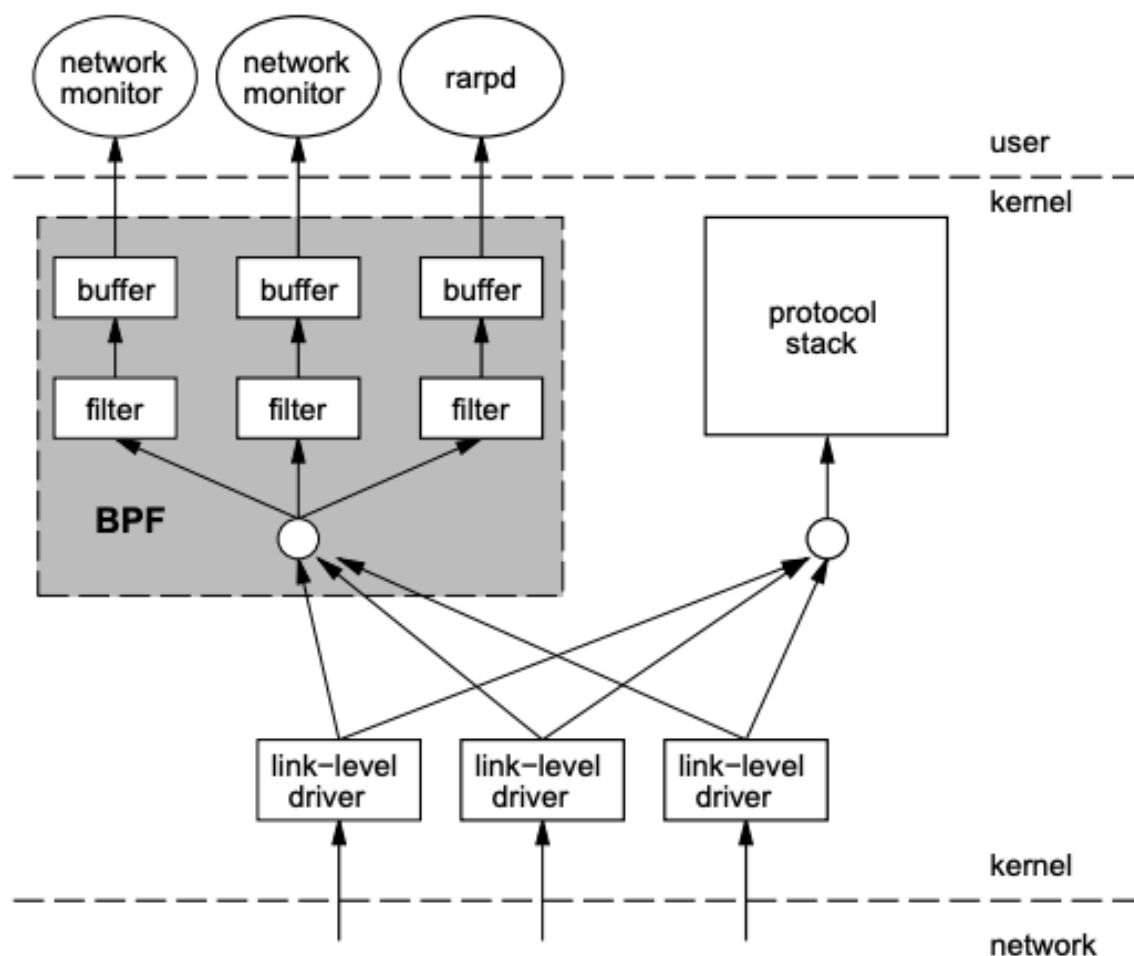 network
monitor
network
monitor
rarpd
user
kernel
buffer
buffer
buffer
protocol
stack
filter
filter
filter
BPF
link-level
driver
link-level
driver
link-level
driver
kernel
network